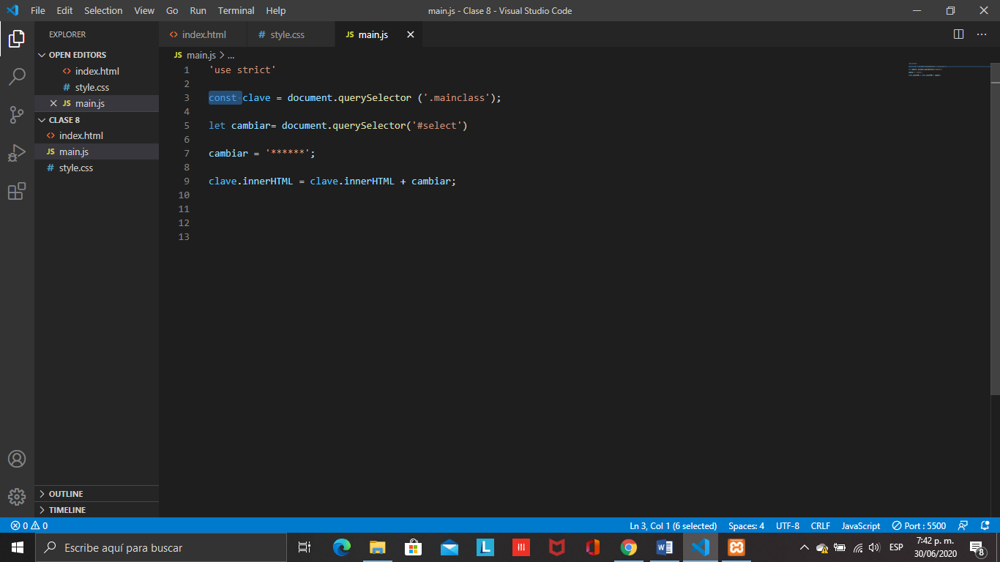 File Edit Selection View Go Run Terminal Help main.js - Clase 8 - Visual Studio Code
EXPLORER
index.html style.css JS main.js
OPEN EDITORS
index.html
style.css
JS main.js
CLASE 8
index.html
JS main.js
style.css
OUTLINE
TIMELINE
JS main.js > ...
1 'use strict'
2
3 const clave = document.querySelector ('.mainclass');
4
5 let cambiar= document.querySelector('#select')
6
7 cambiar = '******';
8
9 clave.innerHTML = clave.innerHTML + cambiar;
10
11
12
13
0 0 Ln 3, Col 1 (6 selected) Spaces: 4 UTF-8 CRLF JavaScript Port : 5500
Escribe aquí para buscar
L
W
ESP
7:42 p. m.
30/06/2020
8